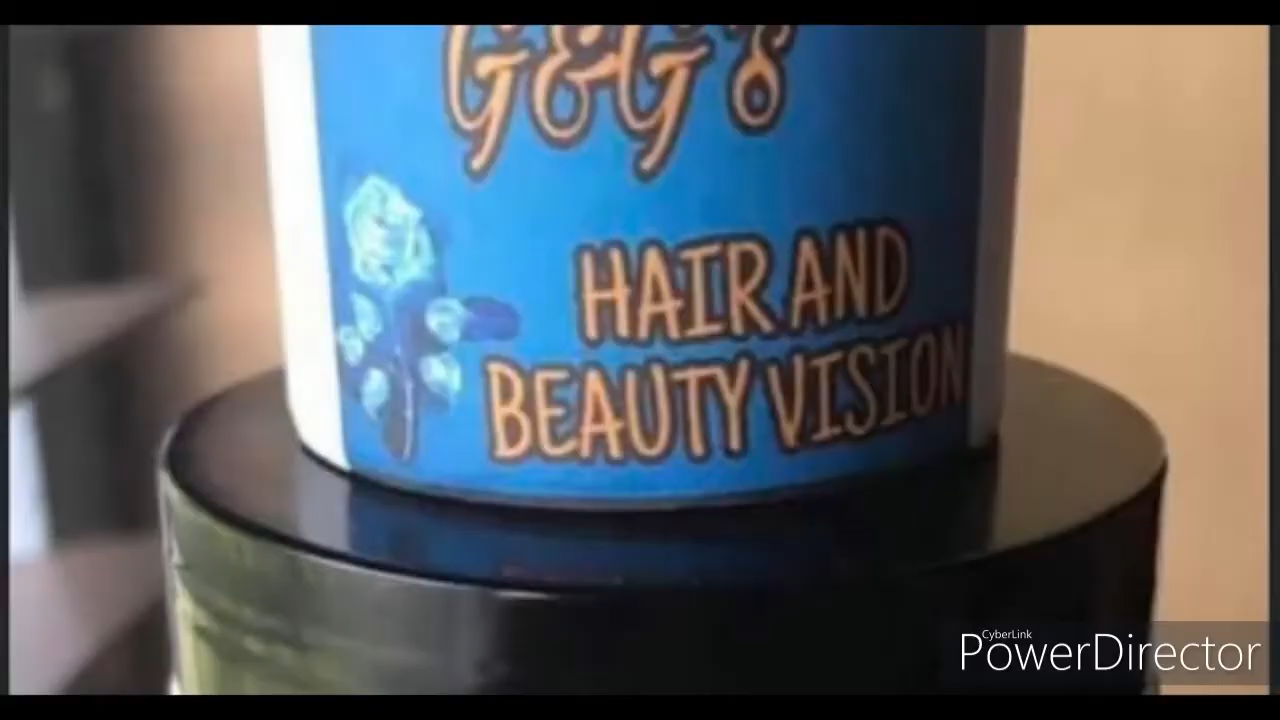 G&G's
HAIR AND
BEAUTY VISION
CyberLink
PowerDirector